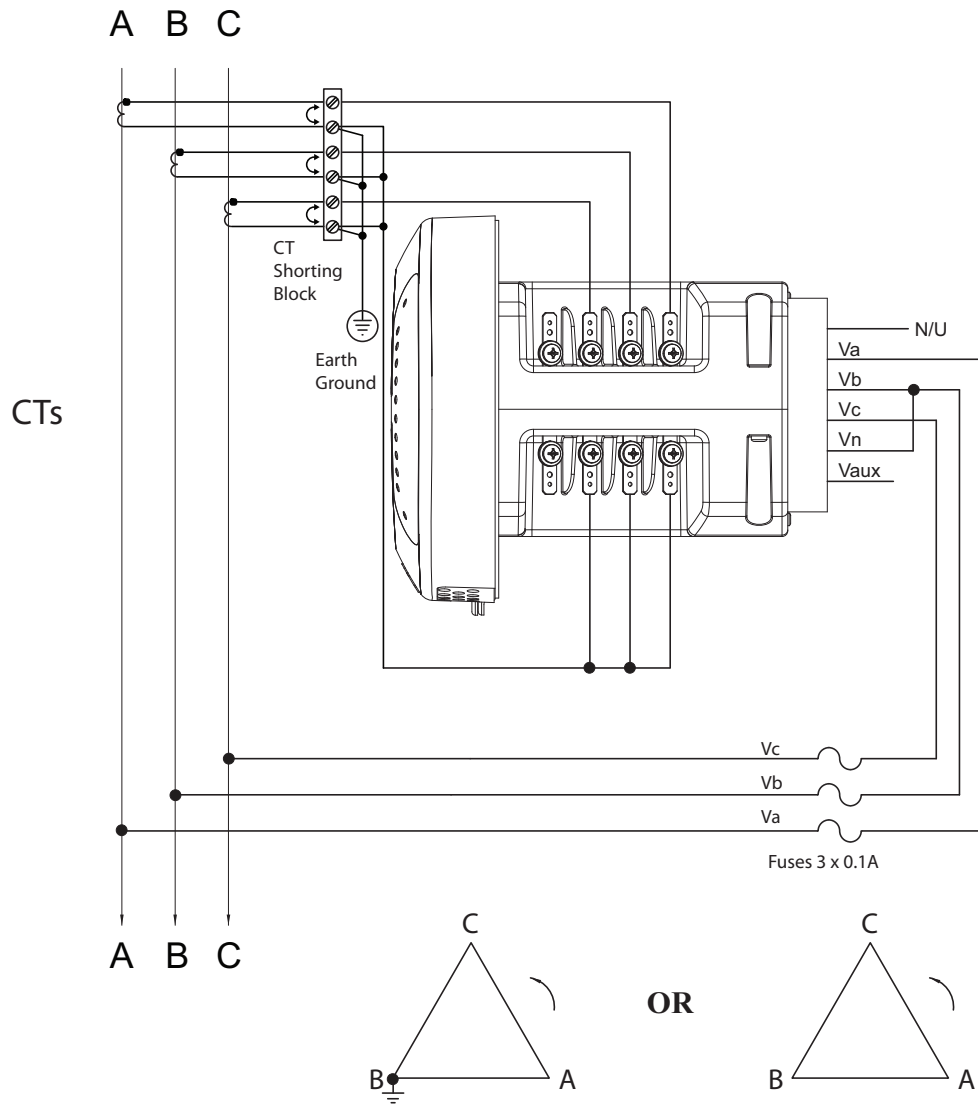 A B C
CT
Shorting
Block
Earth
Ground
N/U
Va
Vb
Vc
Vn
Vaux
CTs
Vc
Vb
Va
Fuses 3 x 0.1A
A B C
C
B
A
OR
C
B
A